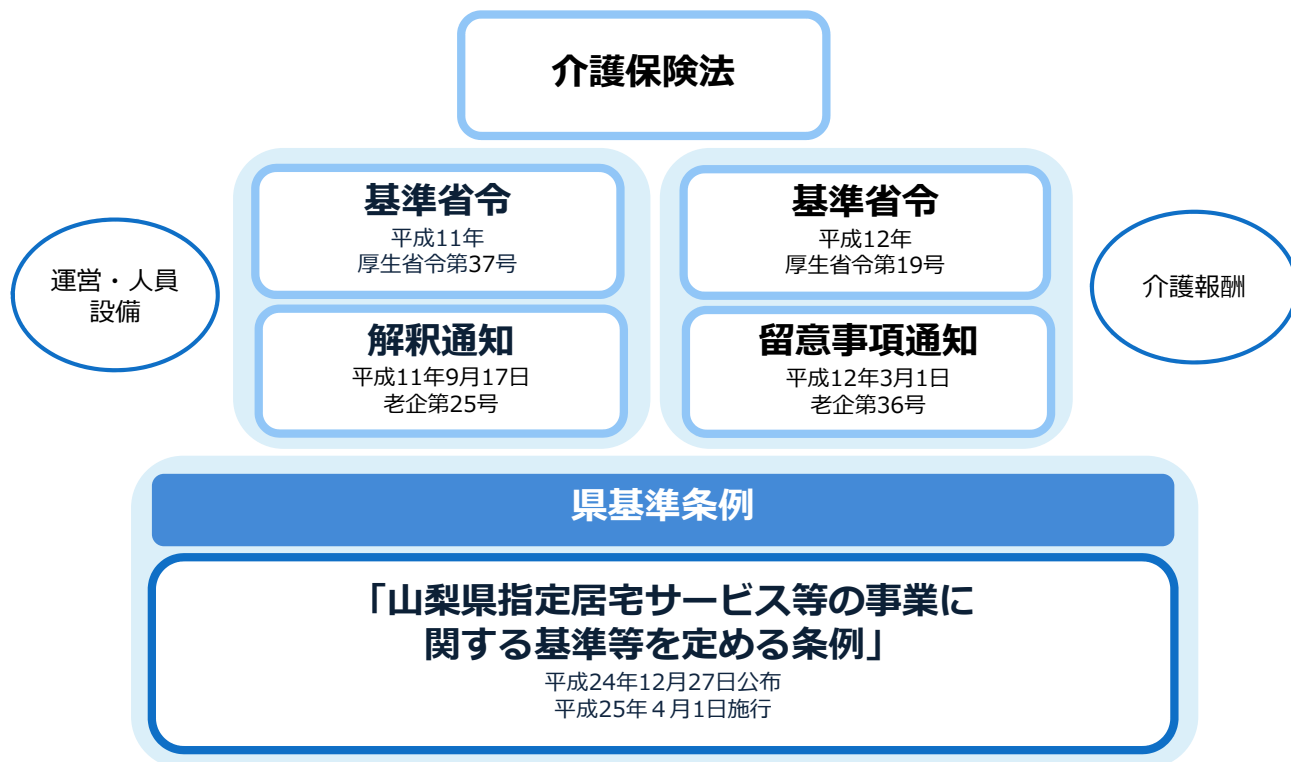 介護保険法
運営・人員
設備
基準省令
平成11年
厚生省令第37号
解釈通知
平成11年9月17日
老企第25号
基準省令
平成12年
厚生省令第19号
留意事項通知
平成12年3月1日
老企第36号
介護報酬
県基準条例
「山梨県指定居宅サービス等の事業に
関する基準等を定める条例」
平成24年12月27日公布
平成25年４月1日施行